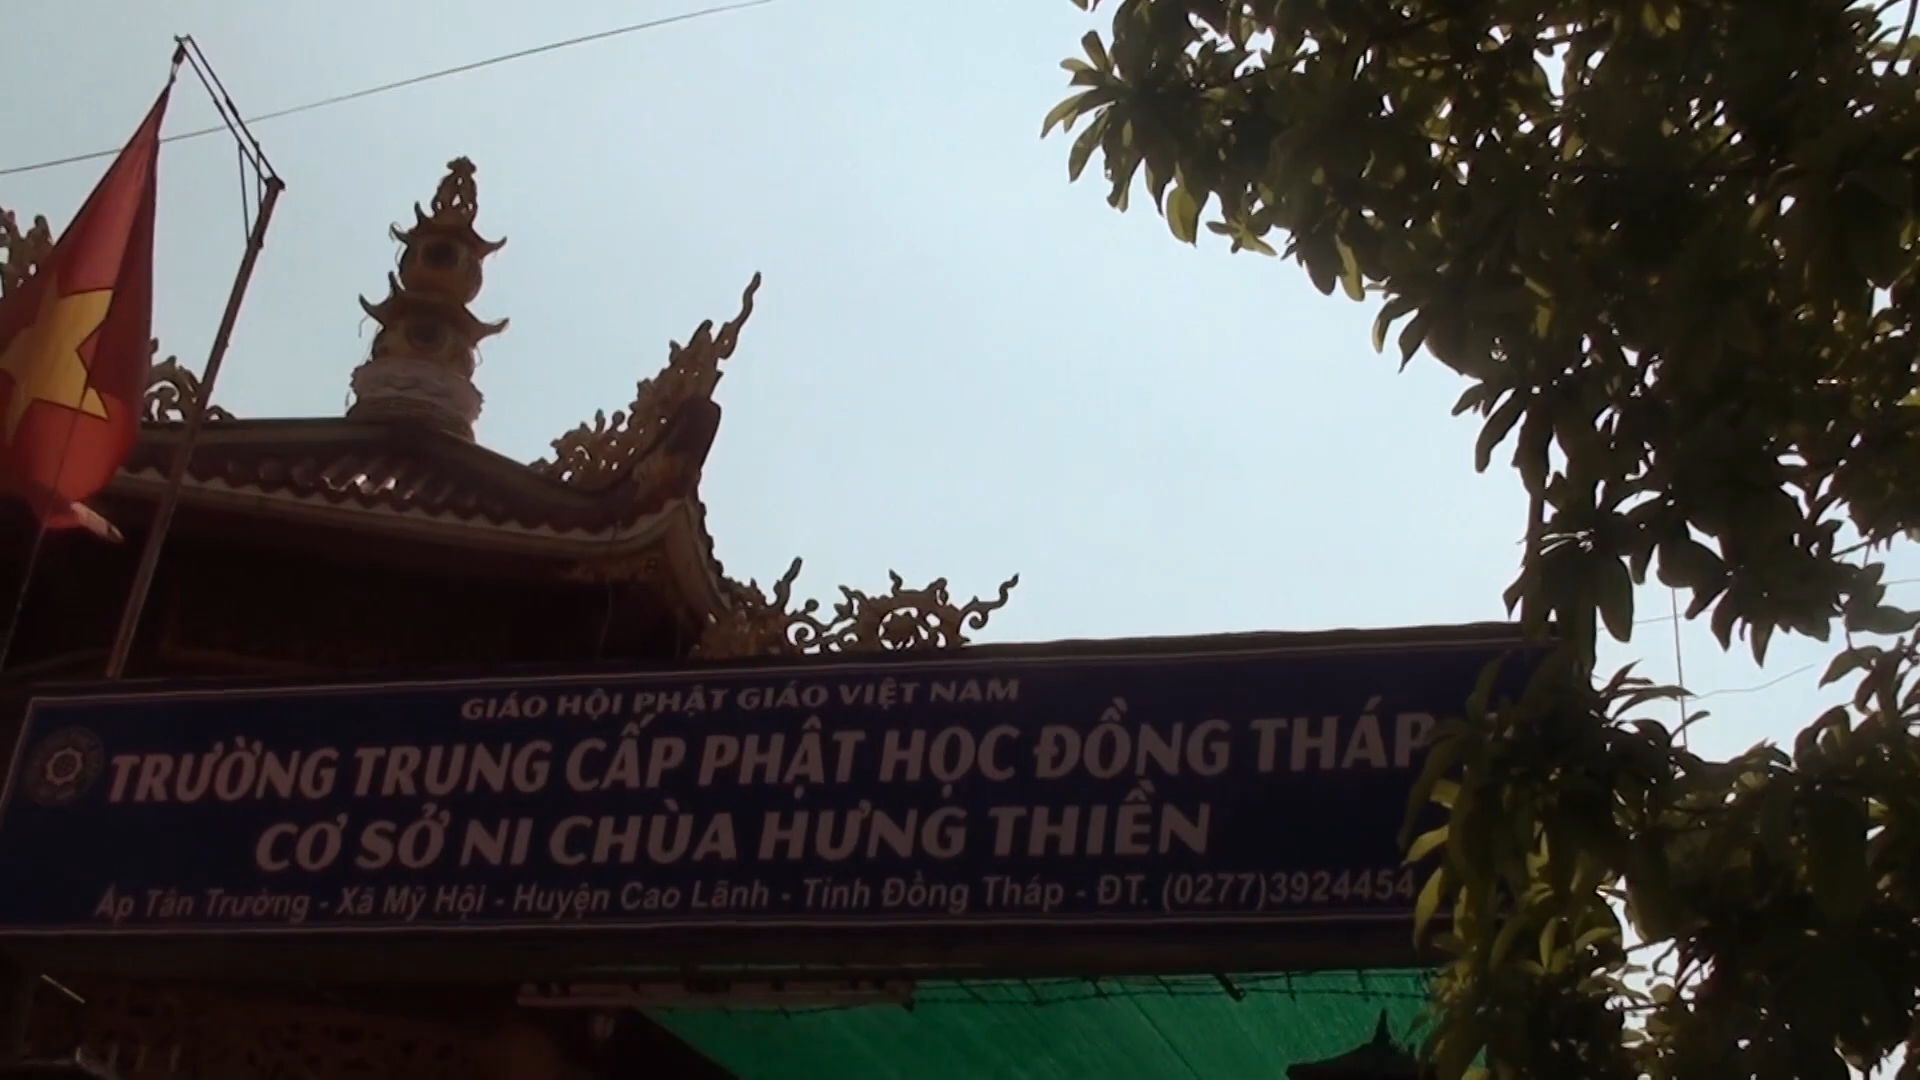 GIÁO HỘI PHẬT GIÁO VIỆT NAM
TRƯỜNG TRUNG CẤP PHẬT HỌC ĐỒNG THÁP
CƠ SỞ NI CHÙA HƯNG THIỀN
Ấp Tân Trường - Xã Mỹ Hội - Huyện Cao Lãnh - Tỉnh Đồng Tháp - ĐT. (0277)3924454